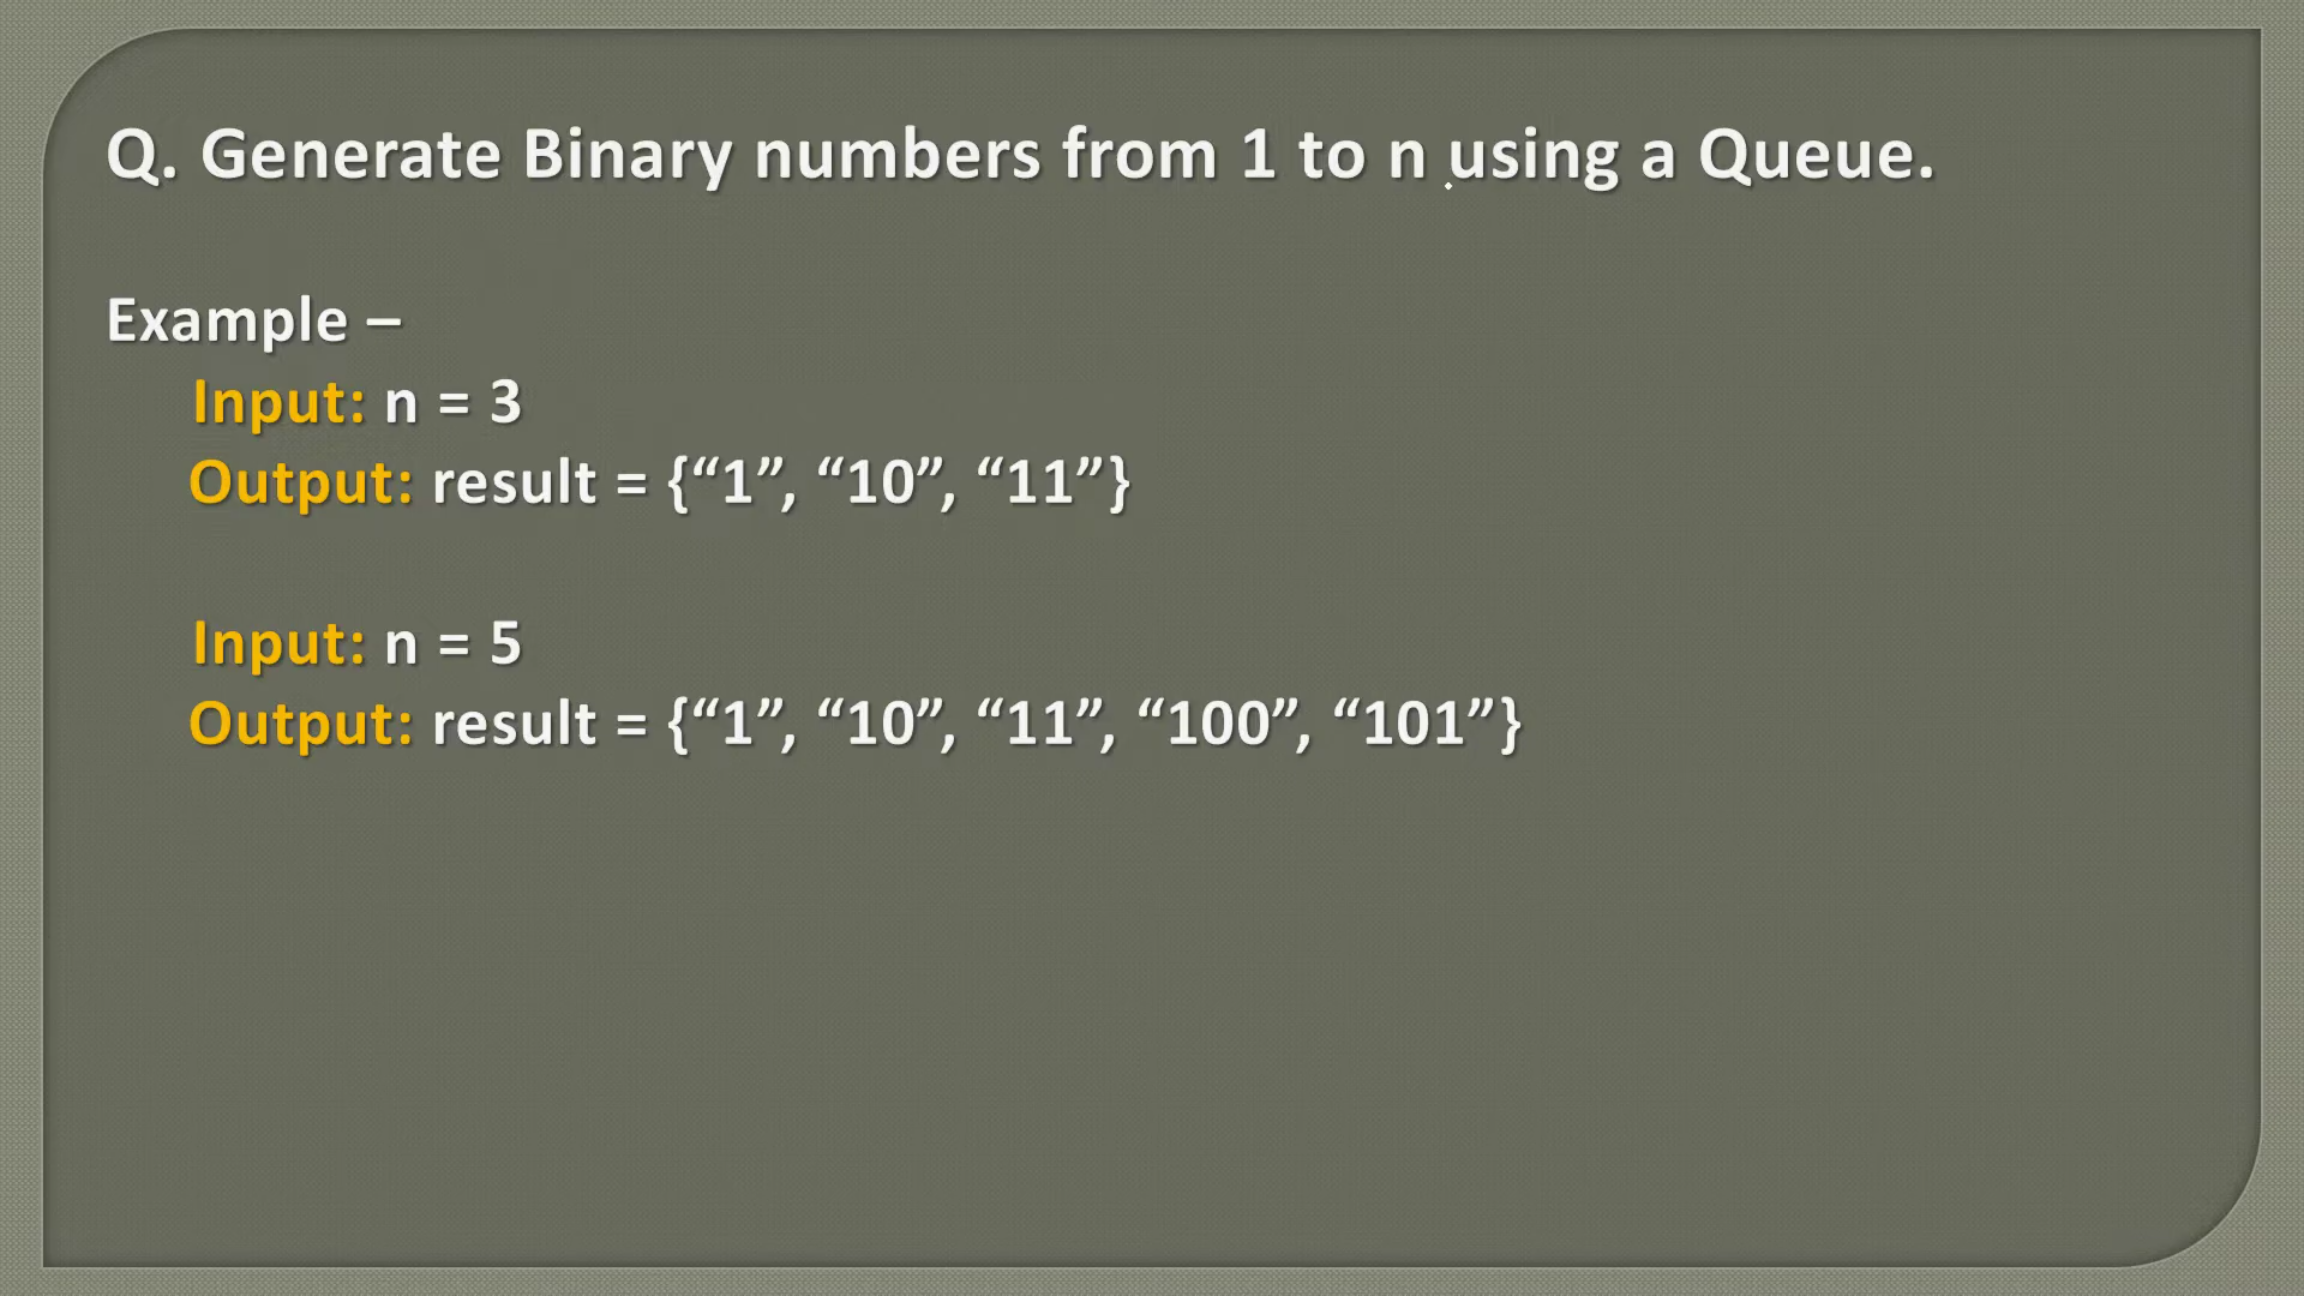 Q. Generate Binary numbers from 1 to n using a Queue.
Example –
Input: n = 3
Output: result = {“1”, “10”, “11”}
Input: n = 5
Output: result = {“1”, “10”, “11”, “100”, “101”}